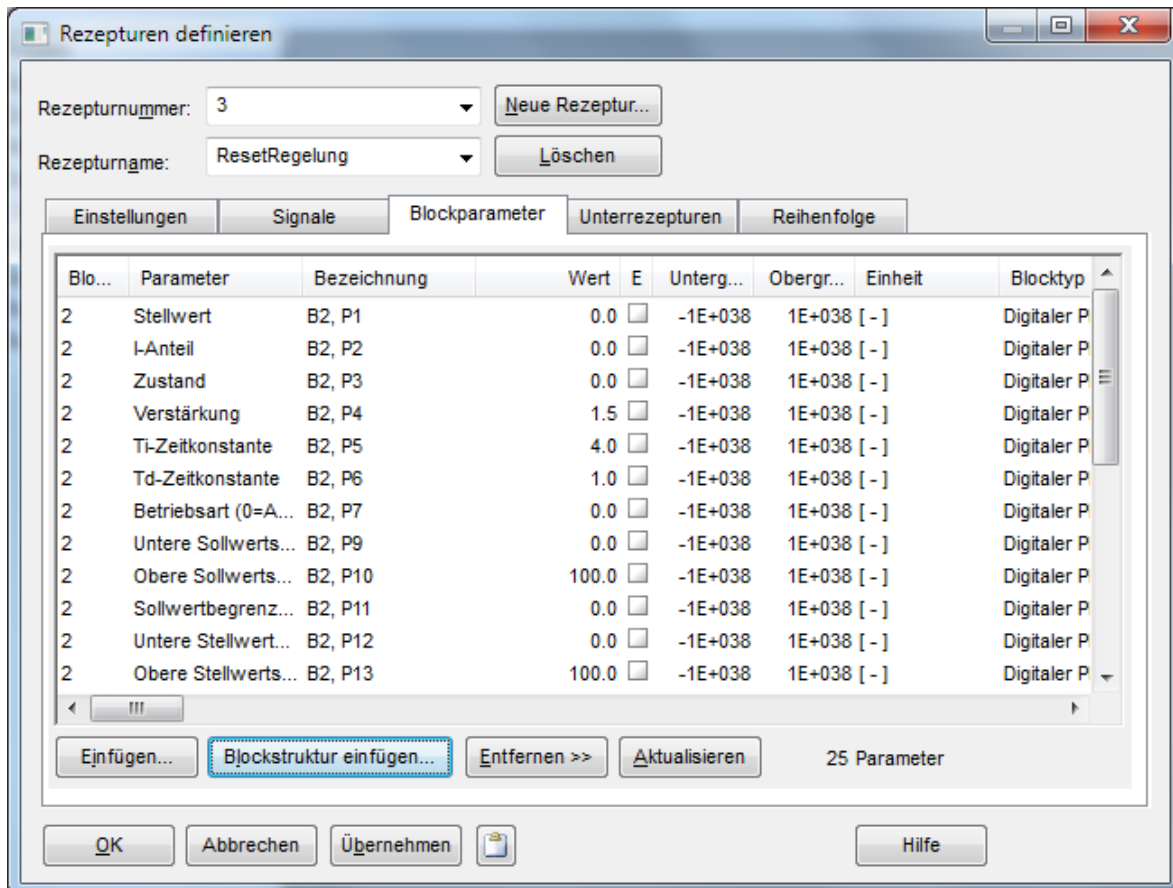 Rezepturen definieren
Rezepturnummer: 3 Neue Rezeptur...
Rezepturname: ResetRegelung Löschen
Einstellungen Signale Blockparameter Unterrezepturen Reihenfolge
Blo... Parameter Bezeichnung Wert E Unterg... Obergr... Einheit Blocktyp
2 Stellwert B2, P1 0.0 -1E+038 1E+038 [ - ] Digitaler P
2 I-Anteil B2, P2 0.0 -1E+038 1E+038 [ - ] Digitaler P
2 Zustand B2, P3 0.0 -1E+038 1E+038 [ - ] Digitaler P
2 Verstärkung B2, P4 1.5 -1E+038 1E+038 [ - ] Digitaler P
2 Ti-Zeitkonstante B2, P5 4.0 -1E+038 1E+038 [ - ] Digitaler P
2 Td-Zeitkonstante B2, P6 1.0 -1E+038 1E+038 [ - ] Digitaler P
2 Betriebsart (0=A... B2, P7 0.0 -1E+038 1E+038 [ - ] Digitaler P
2 Untere Sollwerts... B2, P9 0.0 -1E+038 1E+038 [ - ] Digitaler P
2 Obere Sollwerts... B2, P10 100.0 -1E+038 1E+038 [ - ] Digitaler P
2 Sollwertbegrenz... B2, P11 0.0 -1E+038 1E+038 [ - ] Digitaler P
2 Untere Stellwert... B2, P12 0.0 -1E+038 1E+038 [ - ] Digitaler P
2 Obere Stellwerts... B2, P13 100.0 -1E+038 1E+038 [ - ] Digitaler P
Einfügen... Blockstruktur einfügen... Entfernen >> Aktualisieren 25 Parameter
OK Abbrechen Übernehmen Hilfe